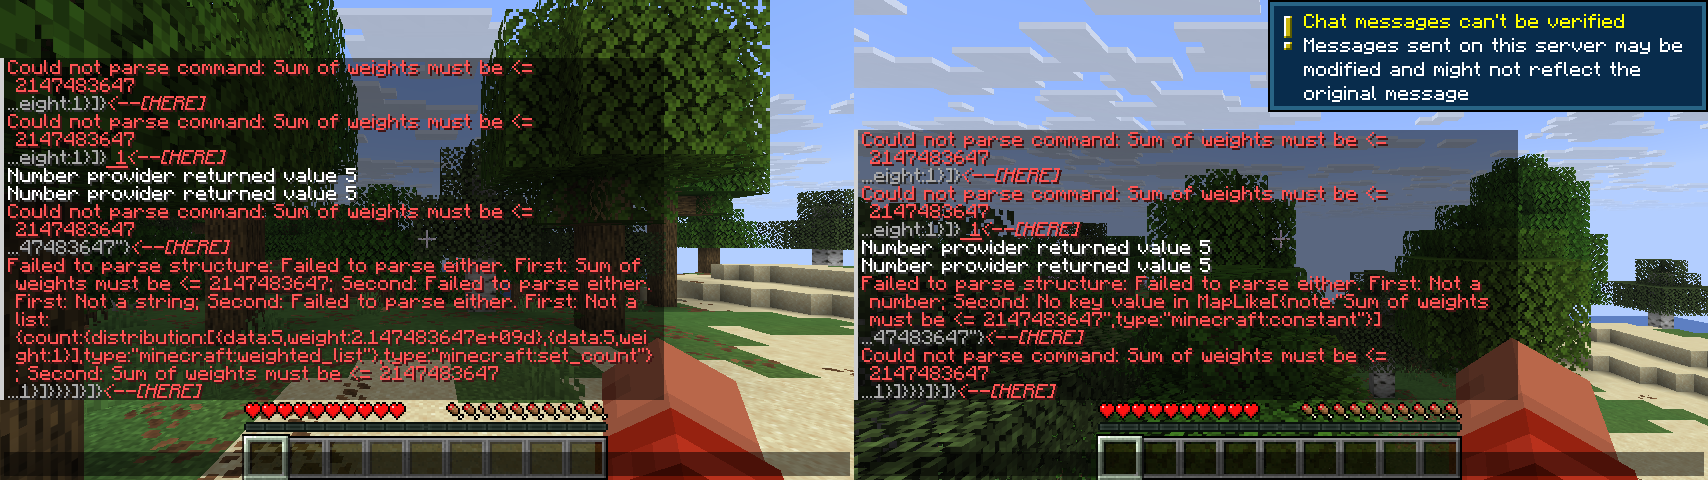 Could not parse command: Sum of weights must be <=
2147483647
...eight:1}]}<--[HERE]
Could not parse command: Sum of weights must be <=
2147483647
...eight:1}]} 1<--[HERE]
Number provider returned value 5
Number provider returned value 5
Could not parse command: Sum of weights must be <=
2147483647
...47483647"}<--[HERE]
Failed to parse structure: Failed to parse either. First: Sum of
weights must be <= 2147483647; Second: Failed to parse either.
First: Not a string; Second: Failed to parse either. First: Not a
list:
{count:{distribution:[{data:5,weight:2.147483647e+09d},{data:5,wei
ght:1}],type:"minecraft:weighted_list"},type:"minecraft:set_count"}
; Second: Sum of weights must be <= 2147483647
...1}]}}}]}]}<--[HERE]
Chat messages can't be verified
Messages sent on this server may be
modified and might not reflect the
original message
Could not parse command: Sum of weights must be <=
2147483647
...eight:1}]}<--[HERE]
Could not parse command: Sum of weights must be <=
2147483647
...eight:1}]} 1<--[HERE]
Number provider returned value 5
Number provider returned value 5
Failed to parse structure: Failed to parse either. First: Not a
number; Second: No key value in MapLike[{note:"Sum of weights
must be <= 2147483647",type:"minecraft:constant"}]
...47483647"}<--[HERE]
Could not parse command: Sum of weights must be <=
2147483647
...1}]}}}]}]}<--[HERE]